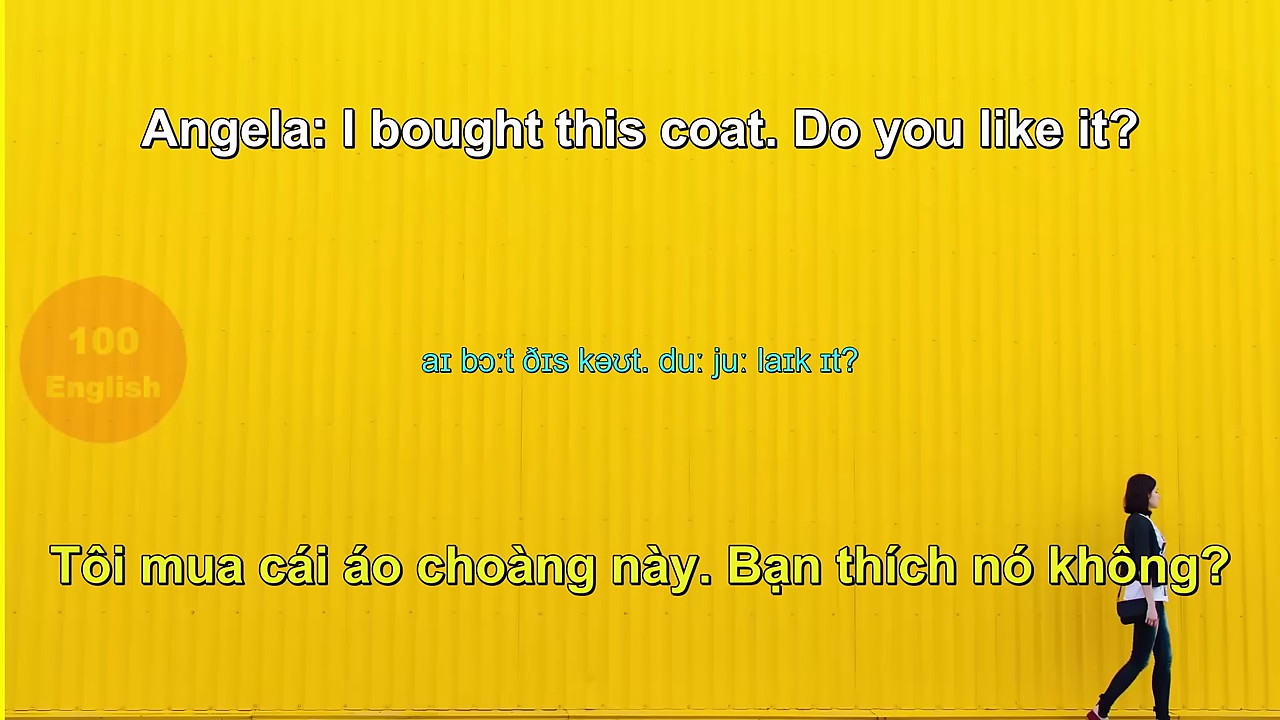 Angela: I bought this coat. Do you like it?
100
English
aɪ bɔːt ðɪs kəʊt. duː juː laɪk ɪt?
Tôi mua cái áo choàng này. Bạn thích nó không?